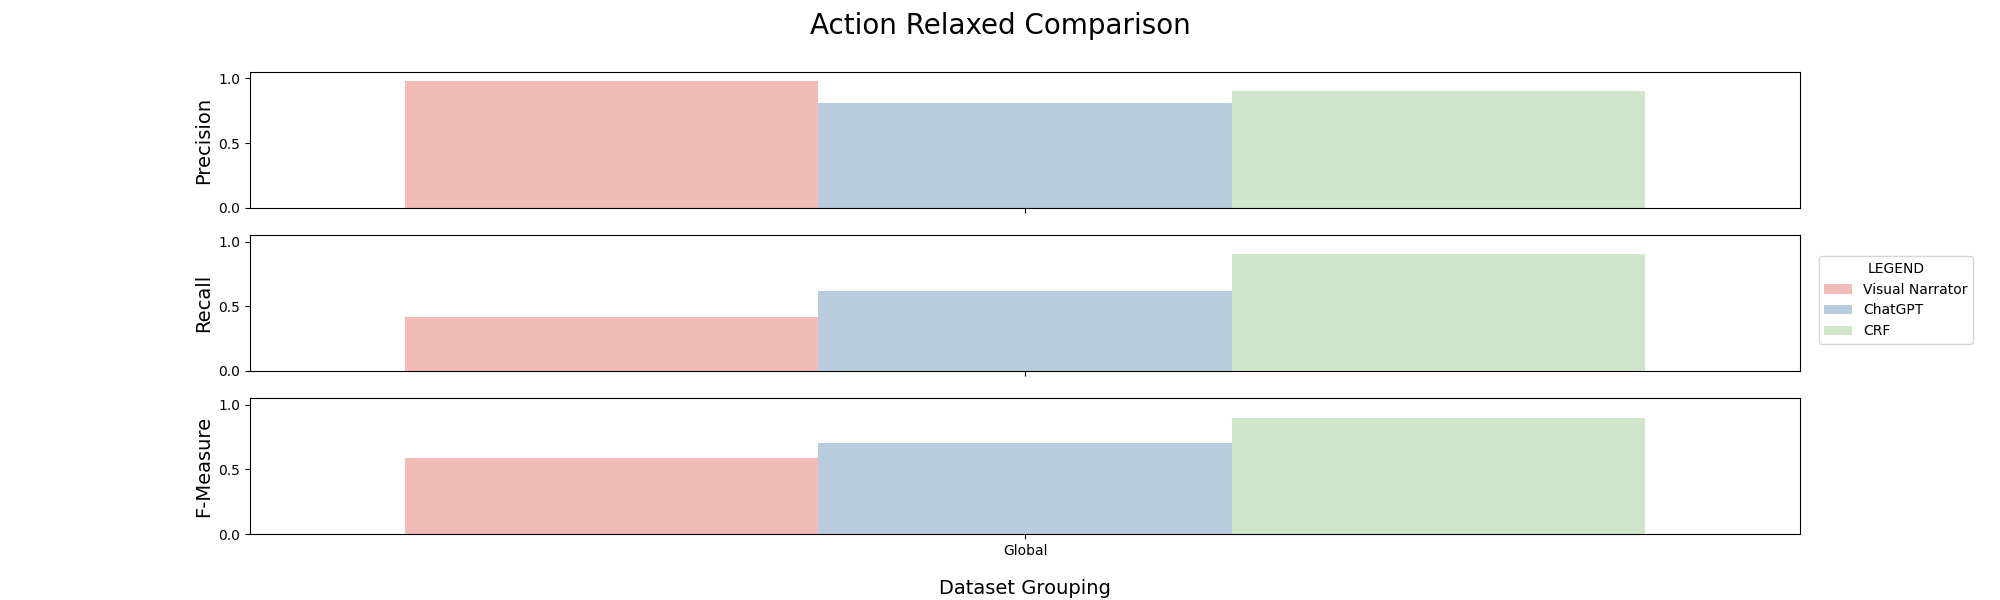 Action Relaxed Comparison
Precision
1.0
0.5
0.0
Recall
1.0
0.5
0.0
LEGEND
Visual Narrator
ChatGPT
CRF
F-Measure
1.0
0.5
0.0
Global
Dataset Grouping